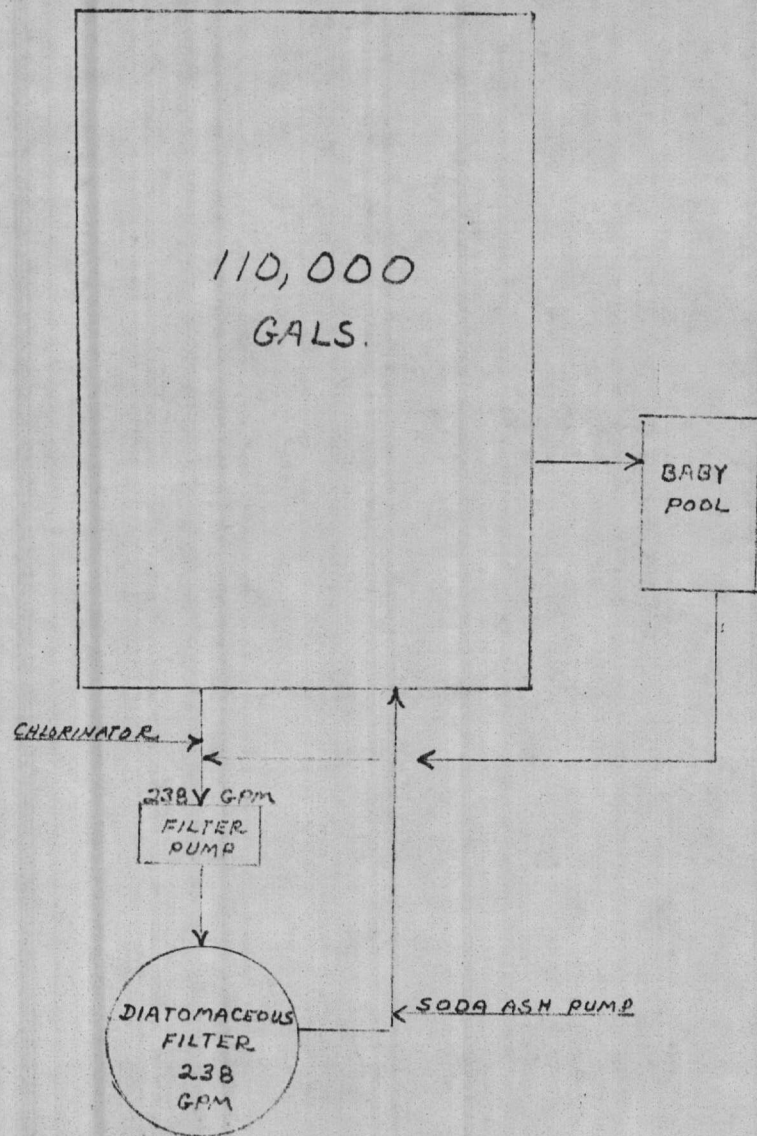 110,000
GALS.
BABY
POOL
CHLORINATOR
238 GPM
FILTER
PUMP
DIATOMACEOUS
FILTER
238
GPM
SODA ASH PUMP